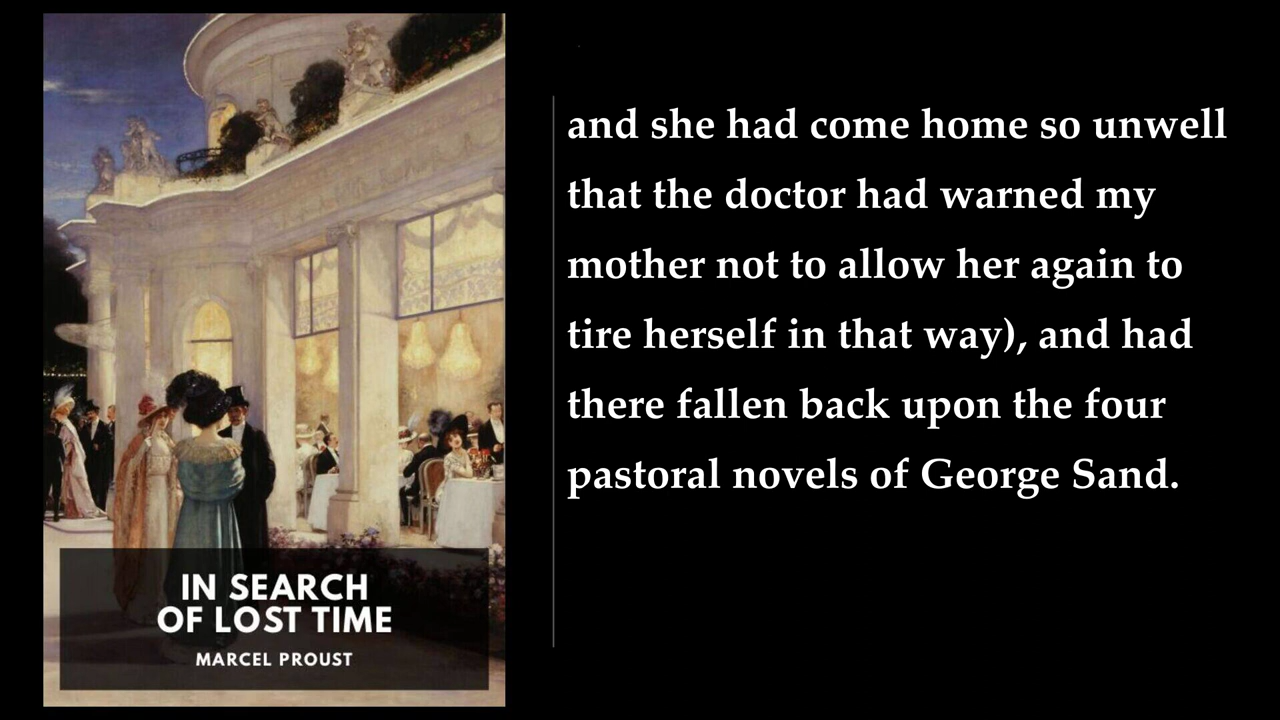 and she had come home so unwell
that the doctor had warned my
mother not to allow her again to
tire herself in that way), and had
there fallen back upon the four
pastoral novels of George Sand.
IN SEARCH
OF LOST TIME
MARCEL PROUST